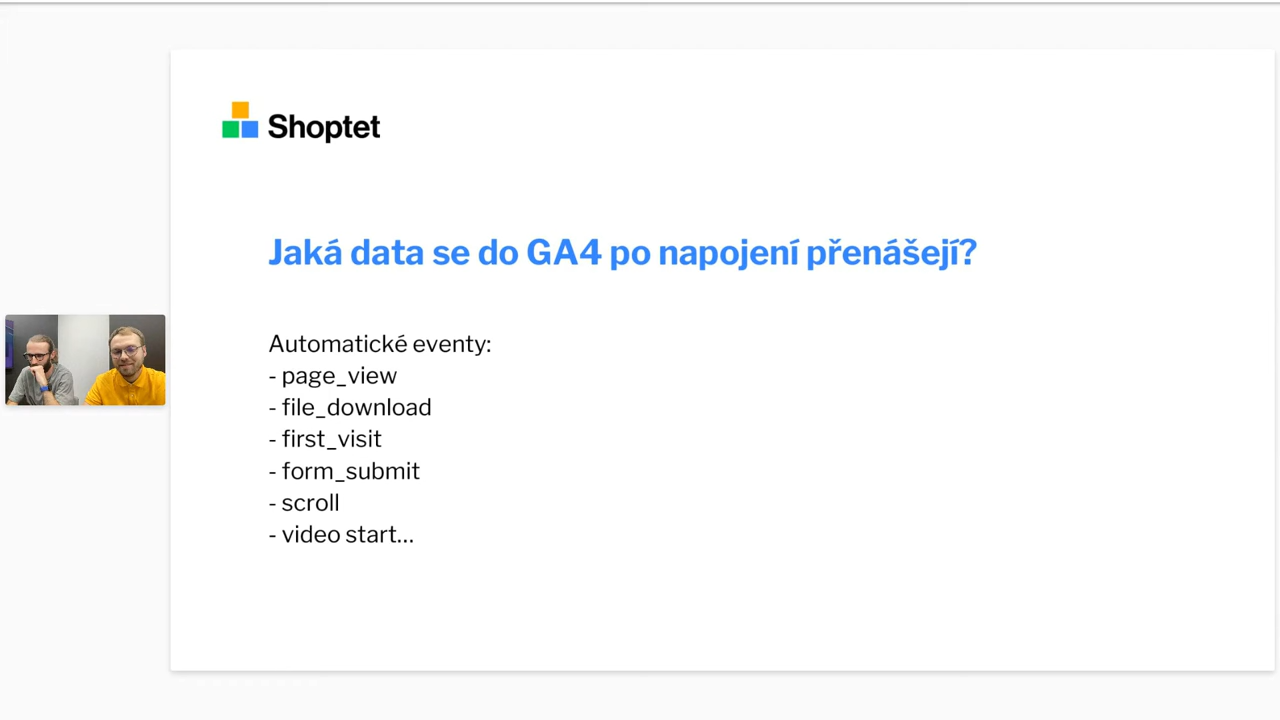 Shoptet
Jaká data se do GA4 po napojení přenášejí?
Automatické eventy:
- page_view
- file_download
- first_visit
- form_submit
- scroll
- video start...